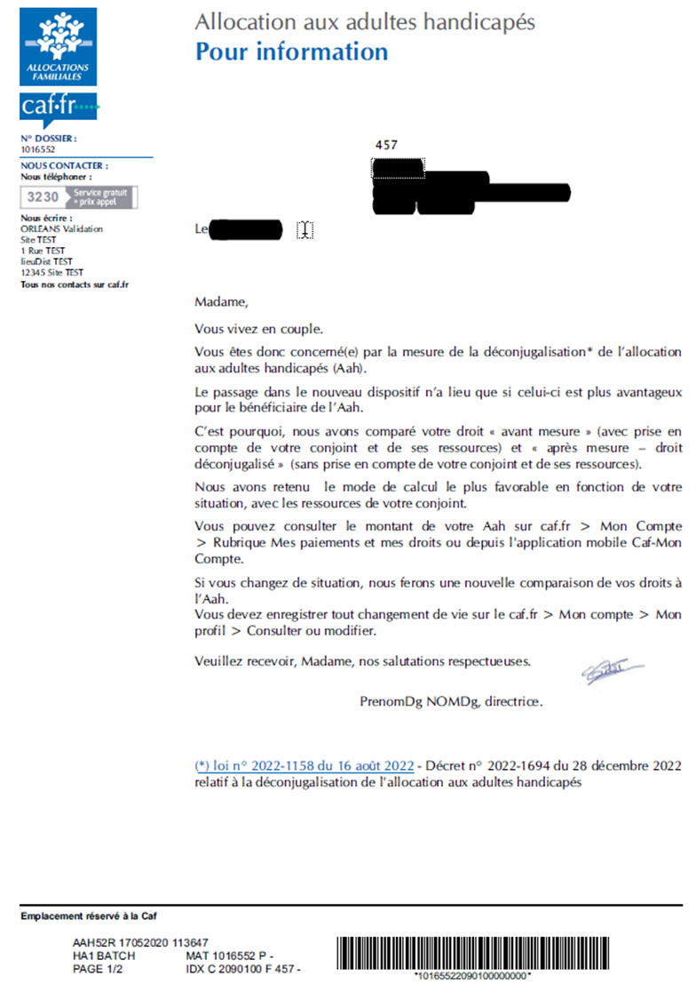 Allocation aux adultes handicapés
Pour information
ALLOCATIONS
FAMILIALES
caf•fr
N° DOSSIER :
1016552
NOUS CONTACTER :
Nous téléphoner :
3230 Service gratuit
+ prix appel
Nous écrire :
ORLEANS Validation
Site TEST
1 Rue TEST
lieuDist TEST
12345 Site TEST
Tous nos contacts sur caf.fr
457
Le
Madame,
Vous vivez en couple.
Vous êtes donc concerné(e) par la mesure de la déconjugalisation* de l'allocation
aux adultes handicapés (Aah).
Le passage dans le nouveau dispositif n'a lieu que si celui-ci est plus avantageux
pour le bénéficiaire de l'Aah.
C'est pourquoi, nous avons comparé votre droit « avant mesure » (avec prise en
compte de votre conjoint et de ses ressources) et « après mesure – droit
déconjugalisé » (sans prise en compte de votre conjoint et de ses ressources).
Nous avons retenu le mode de calcul le plus favorable en fonction de votre
situation, avec les ressources de votre conjoint.
Vous pouvez consulter le montant de votre Aah sur caf.fr > Mon Compte
> Rubrique Mes paiements et mes droits ou depuis l'application mobile Caf-Mon
Compte.
Si vous changez de situation, nous ferons une nouvelle comparaison de vos droits à
l'Aah.
Vous devez enregistrer tout changement de vie sur le caf.fr > Mon compte > Mon
profil > Consulter ou modifier.
Veuillez recevoir, Madame, nos salutations respectueuses.
PrenomDg NOMDg, directrice.
(*) loi n° 2022-1158 du 16 août 2022 - Décret n° 2022-1694 du 28 décembre 2022
relatif à la déconjugalisation de l'allocation aux adultes handicapés
Emplacement réservé à la Caf
AAH52R 17052020 113647
HA1 BATCH MAT 1016552 P -
PAGE 1/2 IDX C 2090100 F 457 -
*10165522090100000000*